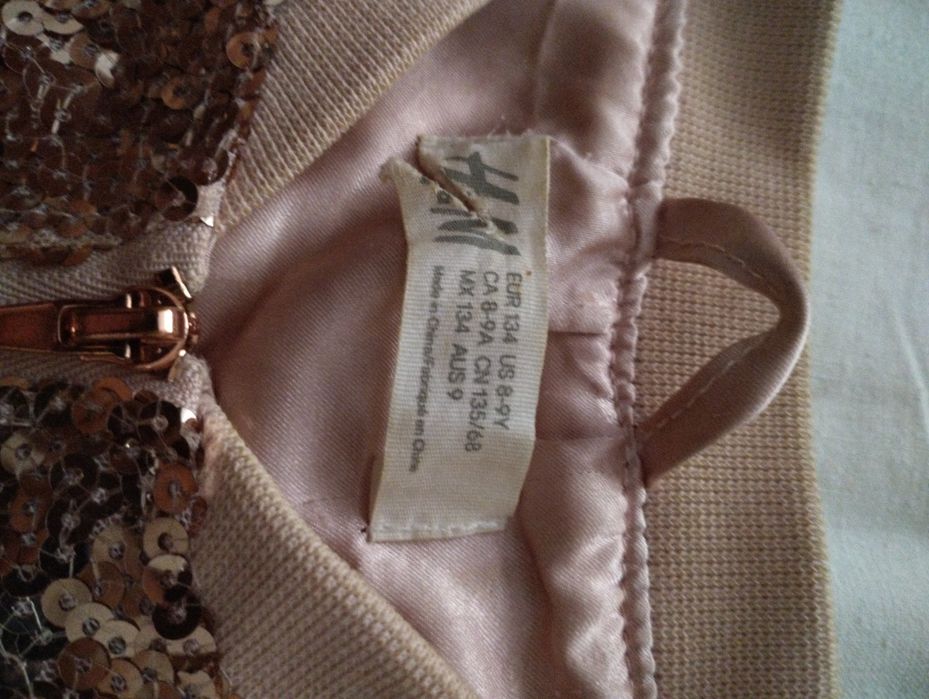 H&M
EUR 134 US 8-9Y
CA 8-9A CN 135/68
MX 134 AUS 9
Made in China/Fabriqué en Chine